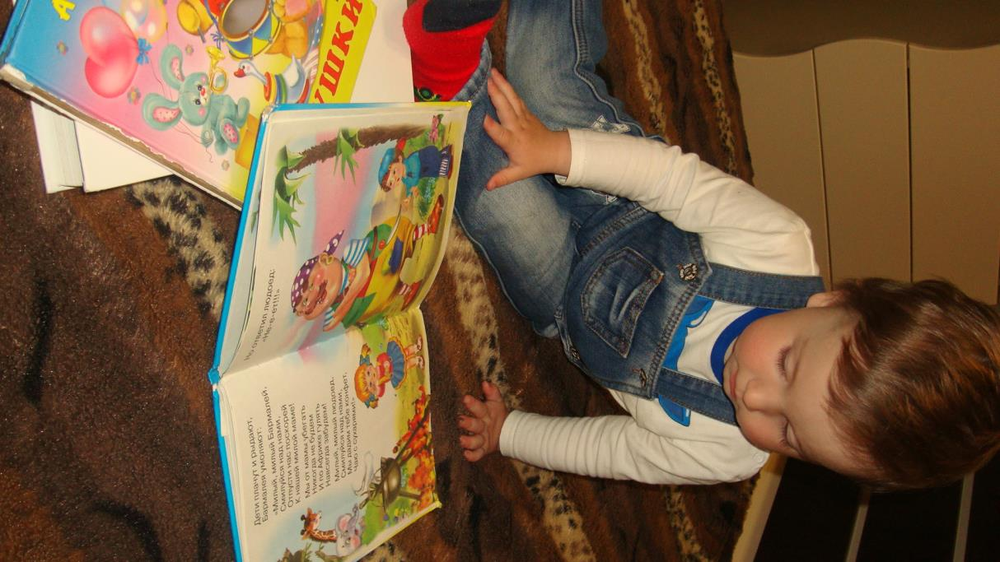 Дети плачут и рыдают,
Бармалея умоляют:
«Милый, милый Бармалей,
Смилуйся над нами,
Отпусти нас поскорей
К нашей милой маме!
Мы от мамы убегать
Никогда не будем
И по Африке гулять
Навсегда забудем!
Милый, милый людоед,
Смилуйся над нами,
Мы дадим тебе конфет,
Чаю с сухарями!»
Но ответил людоед:
«Не-е-ет!!!»
А
УШКИ